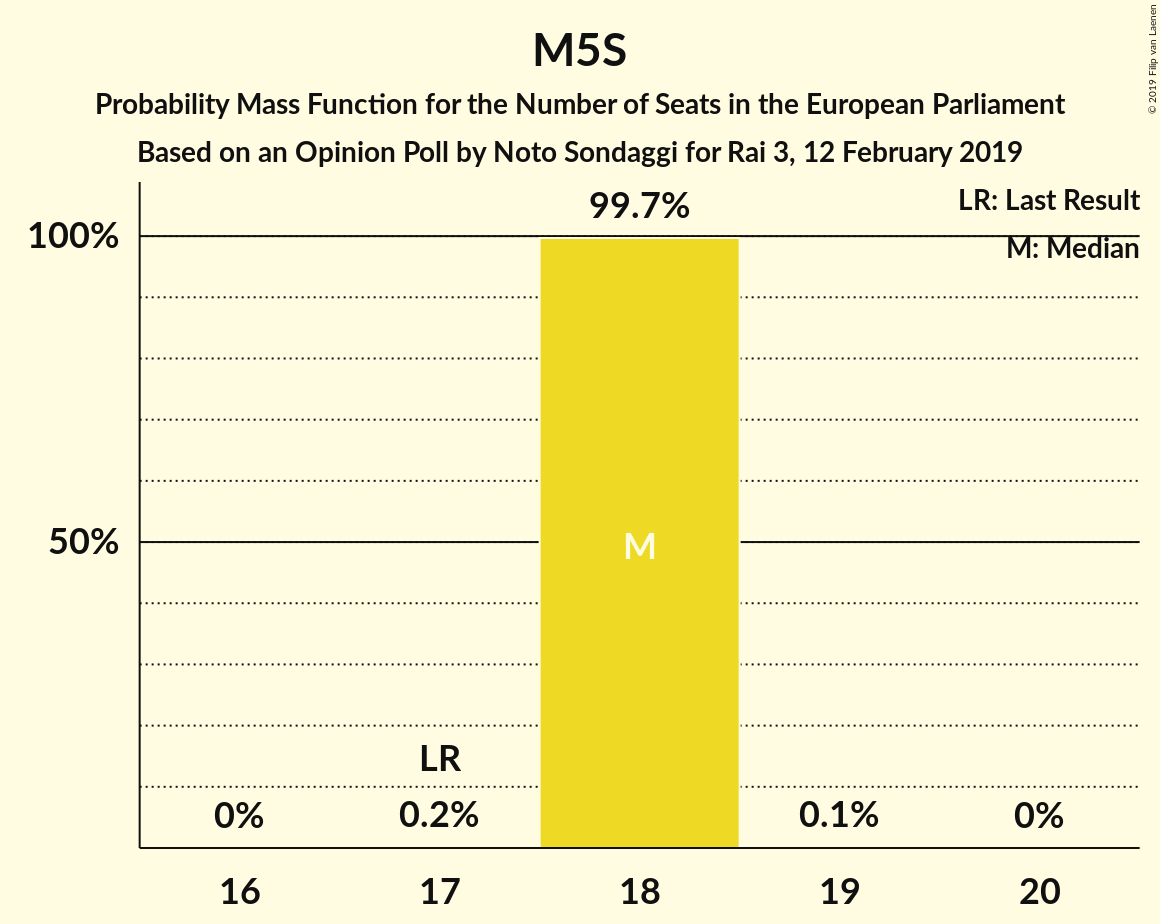 M5S
Probability Mass Function for the Number of Seats in the European Parliament
Based on an Opinion Poll by Noto Sondaggi for Rai 3, 12 February 2019
© 2019 Filip van Laenen
LR: Last Result
M: Median
99.7%
100%
50%
M
LR
0%
0.2%
0.1%
0%
16
17
18
19
20